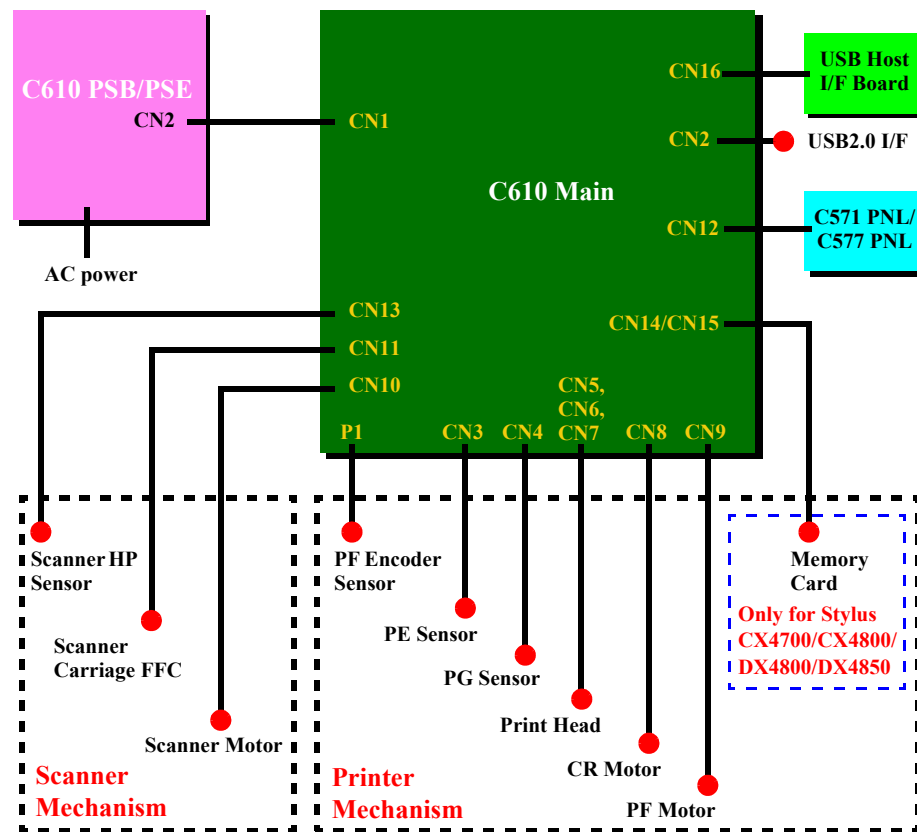 C610 PSB/PSE
CN2
AC power
CN1
C610 Main
CN16
CN2
CN12
CN14/CN15
USB Host
I/F Board
USB2.0 I/F
C571 PNL/
C577 PNL
CN13
CN11
CN10
P1
CN3
CN4
CN5,
CN6,
CN7
CN8
CN9
Scanner HP
Sensor
Scanner
Carriage FFC
Scanner Motor
Scanner
Mechanism
PF Encoder
Sensor
PE Sensor
PG Sensor
Print Head
CR Motor
PF Motor
Printer
Mechanism
Memory
Card
Only for Stylus
CX4700/CX4800/
DX4800/DX4850